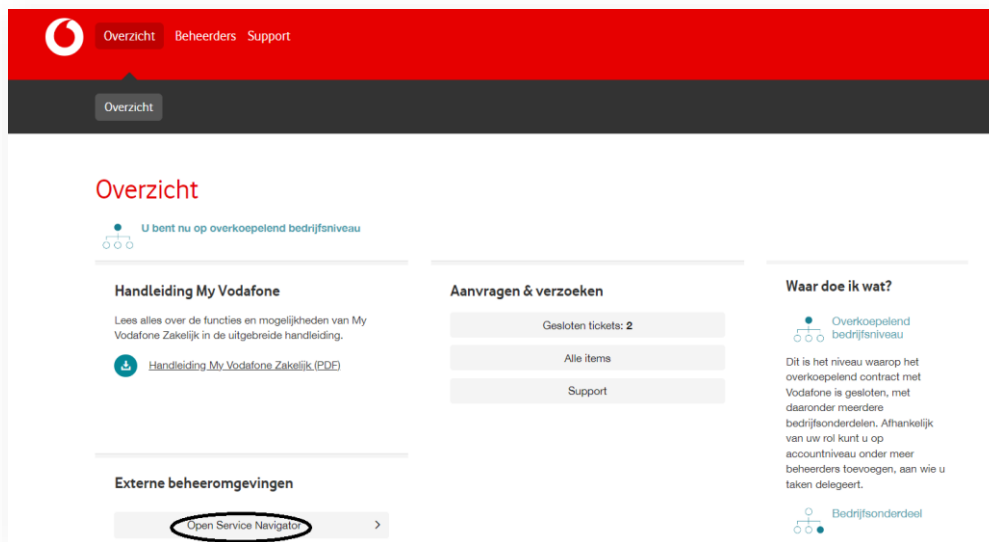 Overzicht Beheerders Support
Overzicht
Overzicht
U bent nu op overkoepelend bedrijfsniveau
Handleiding My Vodafone
Lees alles over de functies en mogelijkheden van My
Vodafone Zakelijk in de uitgebreide handleiding.
Handleiding My Vodafone Zakelijk (PDF)
Aanvragen & verzoeken
Gesloten tickets: 2
Alle items
Support
Externe beheeromgevingen
Open Service Navigator
Waar doe ik wat?
Overkoepelend
bedrijfsniveau
Dit is het niveau waarop het
overkoepelend contract met
Vodafone is gesloten, met
daaronder meerdere
bedrijfsonderdelen. Afhankelijk
van uw rol kunt u op
accountniveau onder meer
beheerders toevoegen, aan wie u
taken delegeert.
Bedrijfsonderdeel